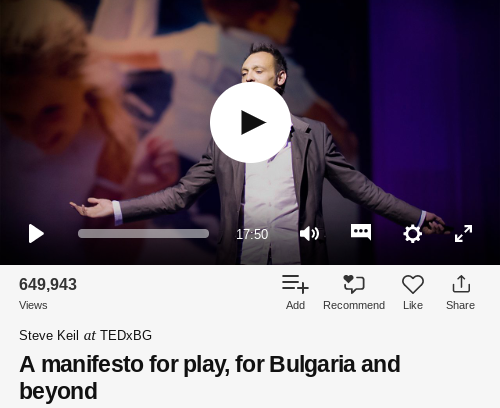 17:50
649,943
Views
Add
Recommend
Like
Share
Steve Keil at TEDxBG
A manifesto for play, for Bulgaria and
beyond